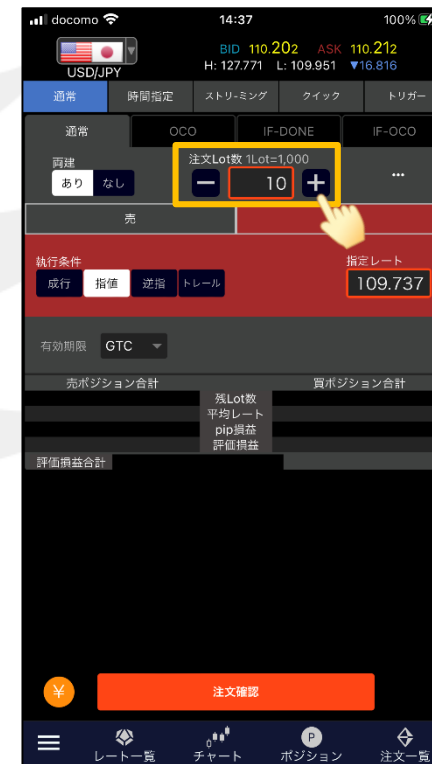 docomo 14:37 100%
BID 110.202 ASK 110.212
USD/JPY H: 127.771 L: 109.951 ▼16.816
通常 時間指定 ストリーミング クイック トリガー
通常 OCO IF-DONE IF-OCO
両建 注文Lot数 1Lot=1,000
あり なし − 10 + ...
売
執行条件 指定レート
成行 指値 逆指 トレール 109.737
有効期限 GTC
売ポジション合計 買ポジション合計
残Lot数
平均レート
pip損益
評価損益
評価損益合計
¥ 注文確認
レート一覧 チャート P ポジション 注文一覧